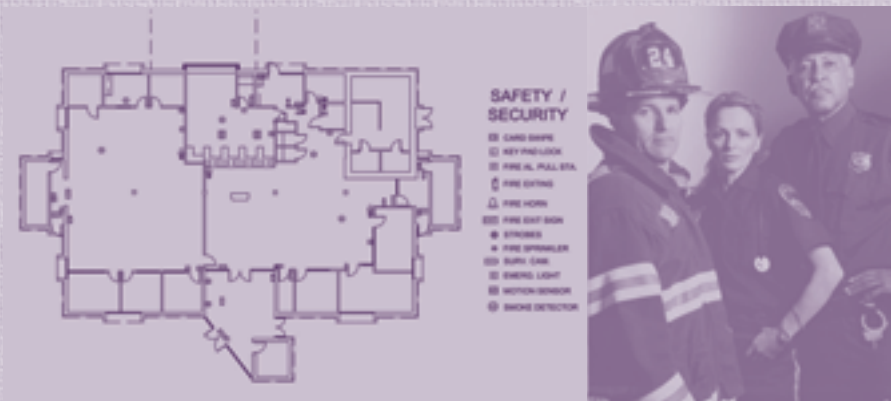 SAFETY /
SECURITY
CARD SWIPE
KEY PAD LOCK
FIRE AL. PULL STA.
FIRE EXTING
FIRE HORN
FIRE EXIT SIGN
STROBES
FIRE SPRINKLER
SURV. CAM.
EMERG. LIGHT
MOTION SENSOR
SMOKE DETECTOR
24